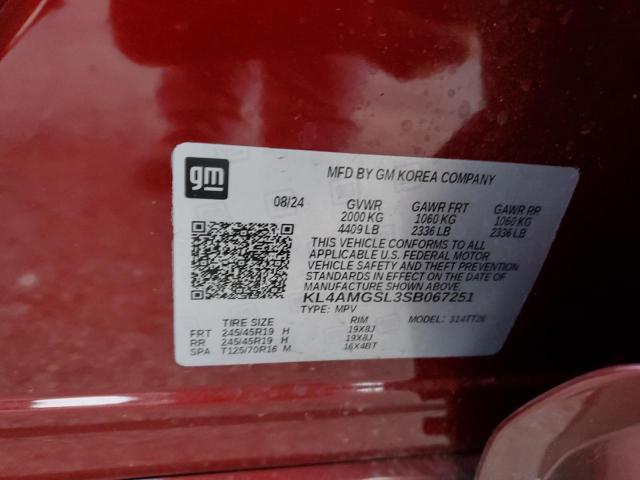 gm
MFD BY GM KOREA COMPANY
08/24 GVWR GAWR FRT GAWR RR
2000 KG 1060 KG 1060 KG
4409 LB 2336 LB 2336 LB
THIS VEHICLE CONFORMS TO ALL
APPLICABLE U.S. FEDERAL MOTOR
VEHICLE SAFETY AND THEFT PREVENTION
STANDARDS IN EFFECT ON THE DATE OF
MANUFACTURE SHOWN ABOVE.
KL4AMGSL3SB067251
TYPE: MPV MODEL: 314TT26
TIRE SIZE RIM
FRT 245/45R19 H 19X8J
RR 245/45R19 H 19X8J
SPA T125/70R16 M 16X4BT